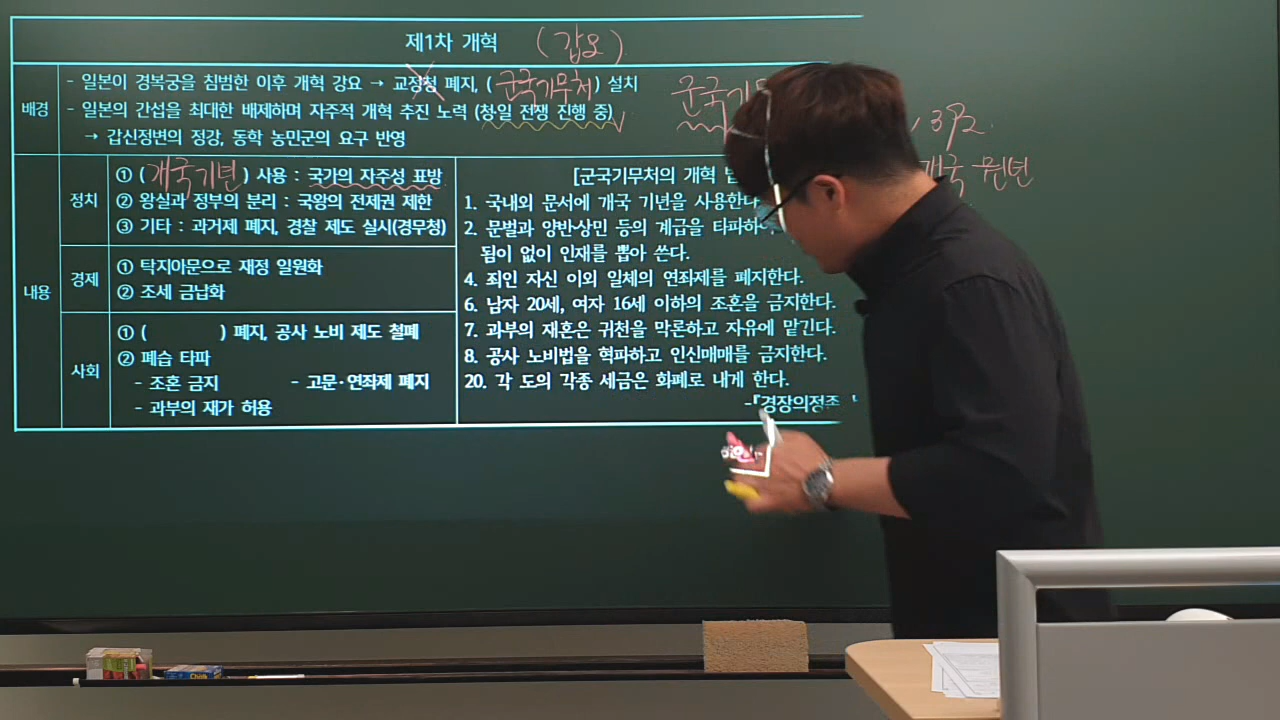 제1차 개혁 (갑오)
배경
- 일본이 경복궁을 침범한 이후 개혁 강요 → 교정청 폐지, (군국기무처) 설치
- 일본의 간섭을 최대한 배제하며 자주적 개혁 추진 노력 (청·일 전쟁 진행 중)
→ 갑신정변의 정강, 동학 농민군의 요구 반영
군국기무
1392.
개국 원년
내용
정치
① (개국기년) 사용 : 국가의 자주성 표방
② 왕실과 정부의 분리 : 국왕의 전제권 제한
③ 기타 : 과거제 폐지, 경찰 제도 실시(경무청)
경제
① 탁지아문으로 재정 일원화
② 조세 금납화
사회
① ( ) 폐지, 공사 노비 제도 철폐
② 폐습 타파
- 조혼 금지 - 고문·연좌제 폐지
- 과부의 재가 허용
[군국기무처의 개혁
1. 국내외 문서에 개국 기년을 사용한다
2. 문벌과 양반·상민 등의 계급을 타파하
됨이 없이 인재를 뽑아 쓴다.
4. 죄인 자신 이외 일체의 연좌제를 폐지한다.
6. 남자 20세, 여자 16세 이하의 조혼을 금지한다.
7. 과부의 재혼은 귀천을 막론하고 자유에 맡긴다.
8. 공사 노비법을 혁파하고 인신매매를 금지한다.
20. 각 도의 각종 세금은 화폐로 내게 한다.
-『경장의정존